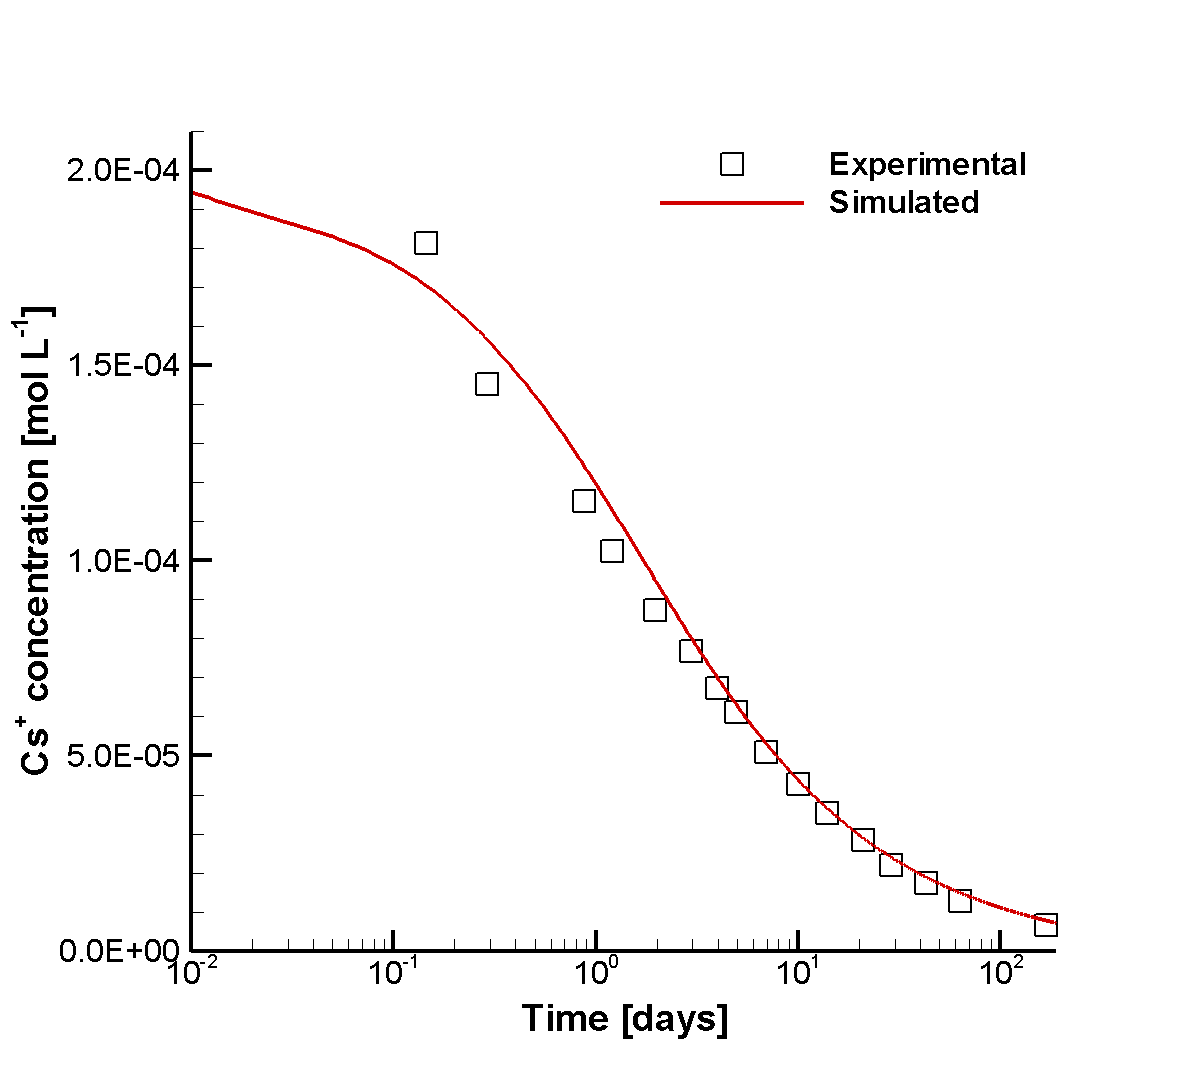 Experimental
Simulated
2.0E-04
1.5E-04
1.0E-04
5.0E-05
0.0E+00
Cs⁺ concentration [mol L⁻¹]
10⁻² 10⁻¹ 10⁰ 10¹ 10²
Time [days]